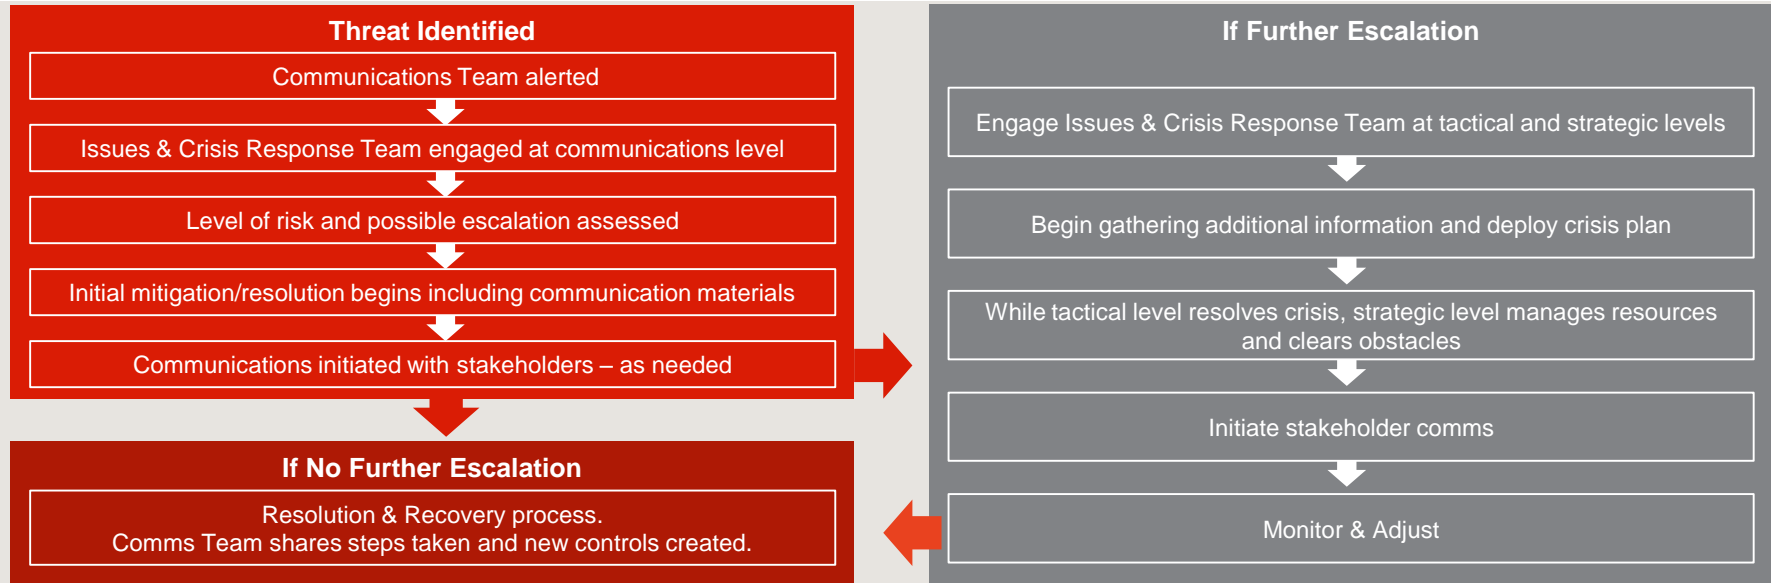 Threat Identified
Communications Team alerted
Issues & Crisis Response Team engaged at communications level
Level of risk and possible escalation assessed
Initial mitigation/resolution begins including communication materials
Communications initiated with stakeholders – as needed
If No Further Escalation
Resolution & Recovery process.
Comms Team shares steps taken and new controls created.
If Further Escalation
Engage Issues & Crisis Response Team at tactical and strategic levels
Begin gathering additional information and deploy crisis plan
While tactical level resolves crisis, strategic level manages resources
and clears obstacles
Initiate stakeholder comms
Monitor & Adjust